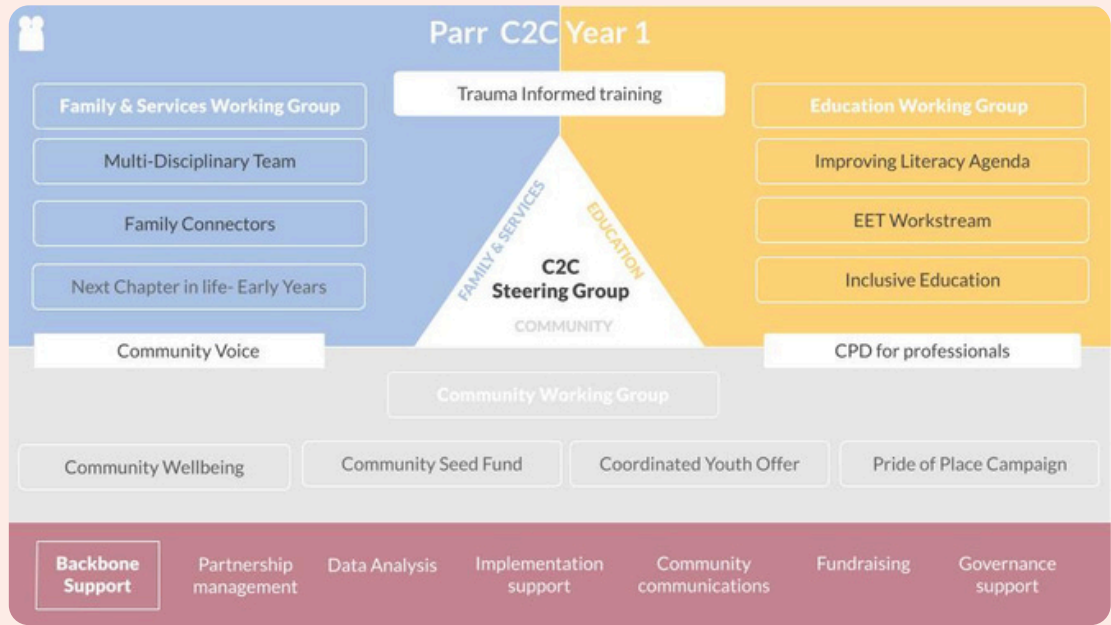 Parr C2C Year 1
Trauma Informed training
Family & Services Working Group
Multi-Disciplinary Team
Family Connectors
Next Chapter in life- Early Years
Education Working Group
Improving Literacy Agenda
EET Workstream
Inclusive Education
FAMILY & SERVICES
EDUCATION
C2C
Steering Group
COMMUNITY
Community Voice
CPD for professionals
Community Working Group
Community Wellbeing
Community Seed Fund
Coordinated Youth Offer
Pride of Place Campaign
Backbone
Support
Partnership
management
Data Analysis
Implementation
support
Community
communications
Fundraising
Governance
support